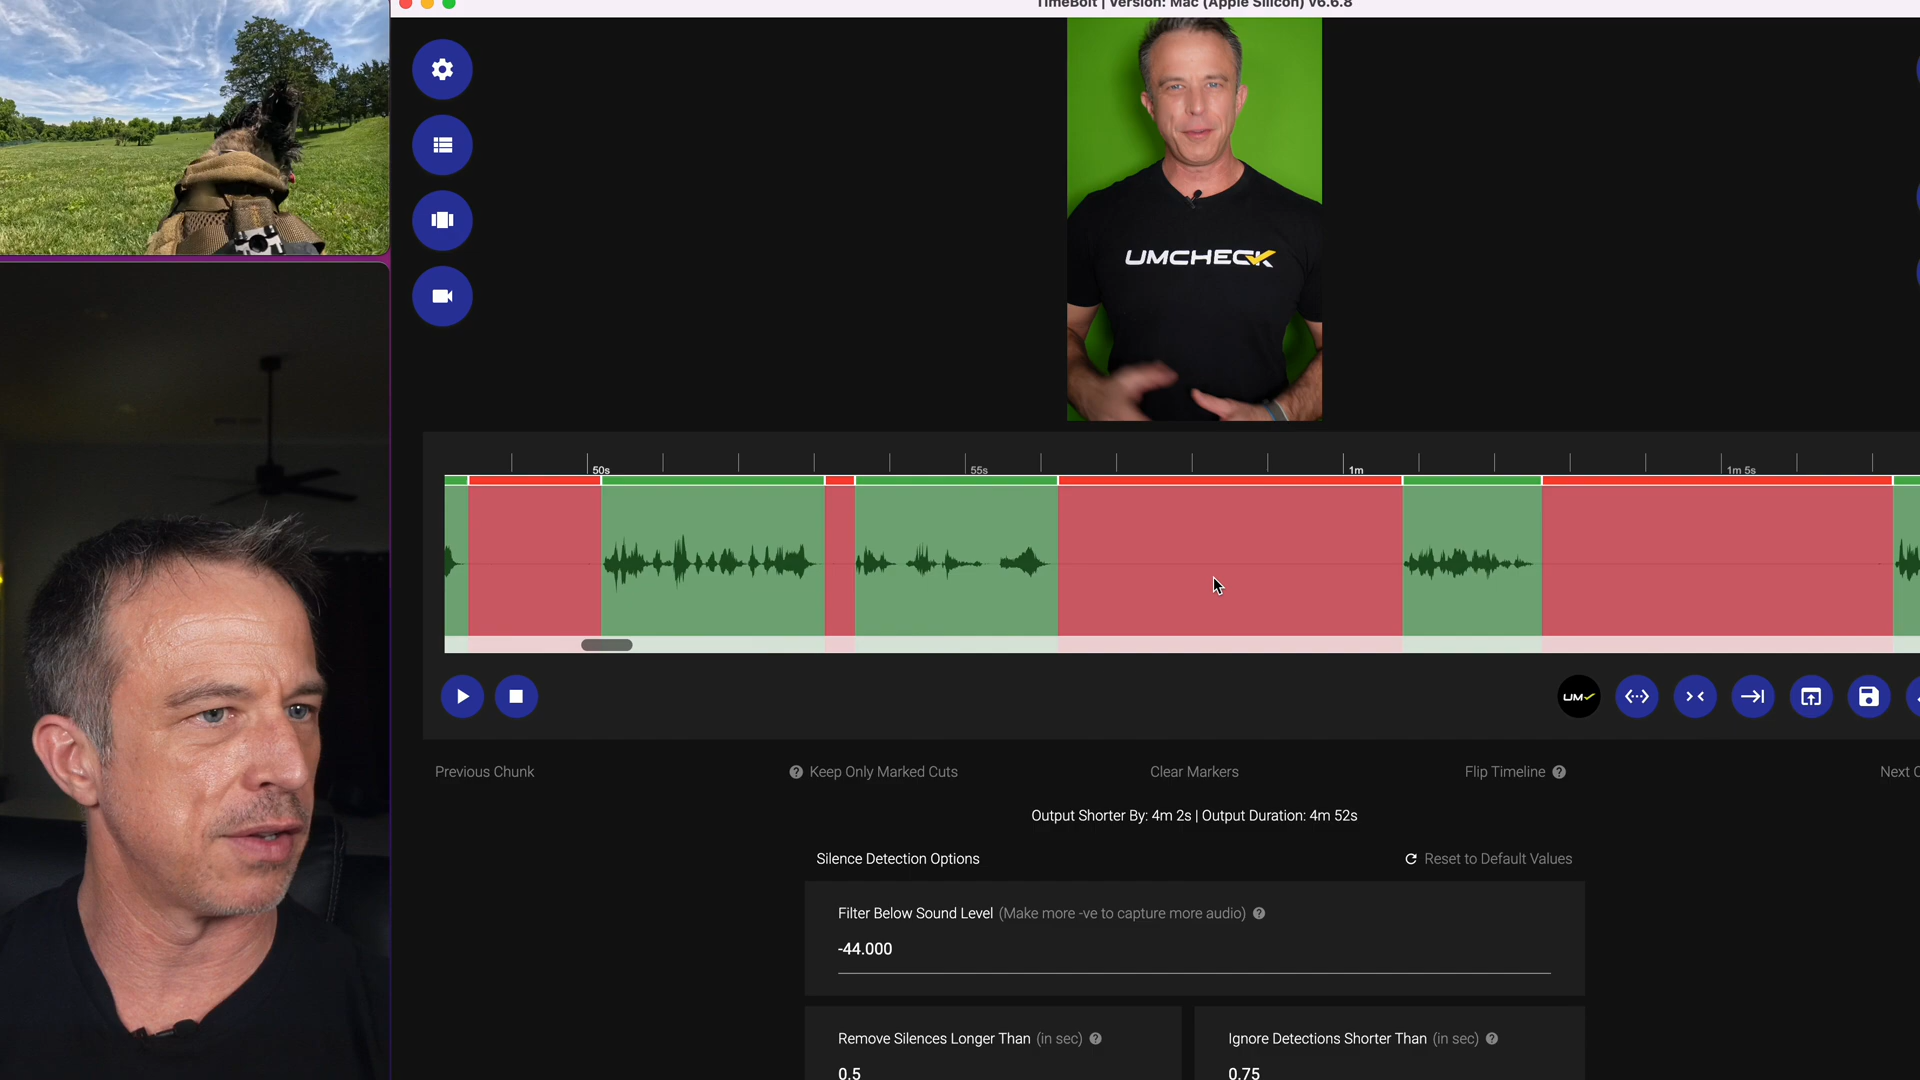 TimeBolt | Version: Mac (Apple Silicon) v6.6.8
UMCHECK
50s
55s
1m
1m 5s
UM
Previous Chunk
Keep Only Marked Cuts
Clear Markers
Flip Timeline
Next C
Output Shorter By: 4m 2s | Output Duration: 4m 52s
Silence Detection Options
Reset to Default Values
Filter Below Sound Level (Make more -ve to capture more audio)
-44.000
Remove Silences Longer Than (in sec)
Ignore Detections Shorter Than (in sec)
0.5
0.75